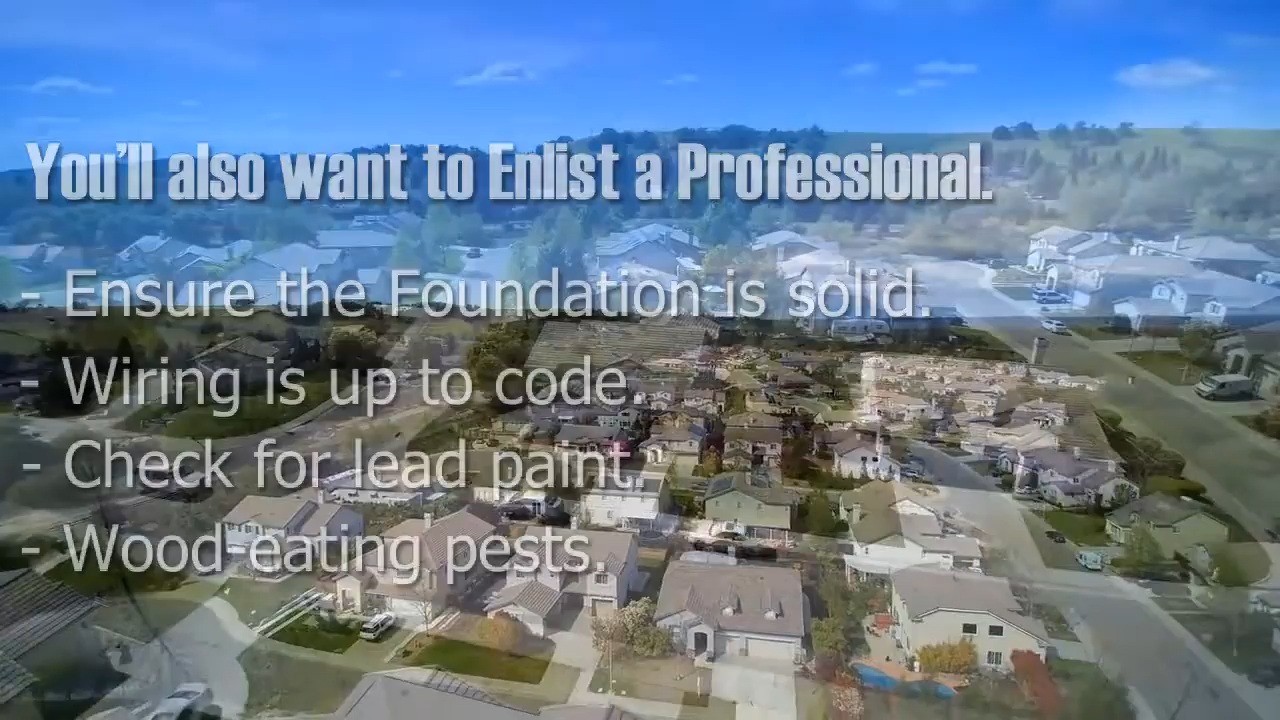 You'll also want to Enlist a Professional.
- Ensure the Foundation is solid.
- Wiring is up to code.
- Check for lead paint.
- Wood-eating pests.